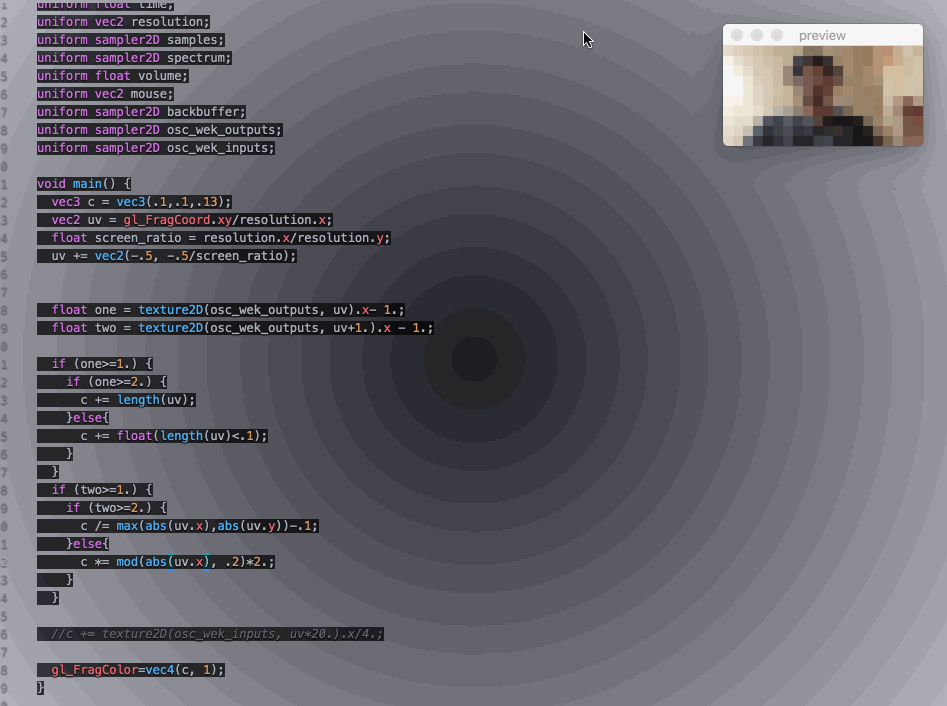 uniform float time;
2 uniform vec2 resolution;
3 uniform sampler2D samples;
4 uniform sampler2D spectrum;
5 uniform float volume;
6 uniform vec2 mouse;
7 uniform sampler2D backbuffer;
8 uniform sampler2D osc_wek_outputs;
9 uniform sampler2D osc_wek_inputs;
0
1 void main() {
2 vec3 c = vec3(.1,.1,.13);
3 vec2 uv = gl_FragCoord.xy/resolution.x;
4 float screen_ratio = resolution.x/resolution.y;
5 uv += vec2(-.5, -.5/screen_ratio);
6
7
8 float one = texture2D(osc_wek_outputs, uv).x- 1.;
9 float two = texture2D(osc_wek_outputs, uv+1.).x - 1.;
0
1 if (one>=1.) {
2 if (one>=2.) {
3 c += length(uv);
4 }else{
5 c += float(length(uv)<.1);
6 }
7 }
8 if (two>=1.) {
9 if (two>=2.) {
0 c /= max(abs(uv.x),abs(uv.y))-.1;
1 }else{
2 c *= mod(abs(uv.x), .2)*2.;
3 }
4 }
5
6 //c += texture2D(osc_wek_inputs, uv*20.).x/4.;
7
8 gl_FragColor=vec4(c, 1);
9 }
preview